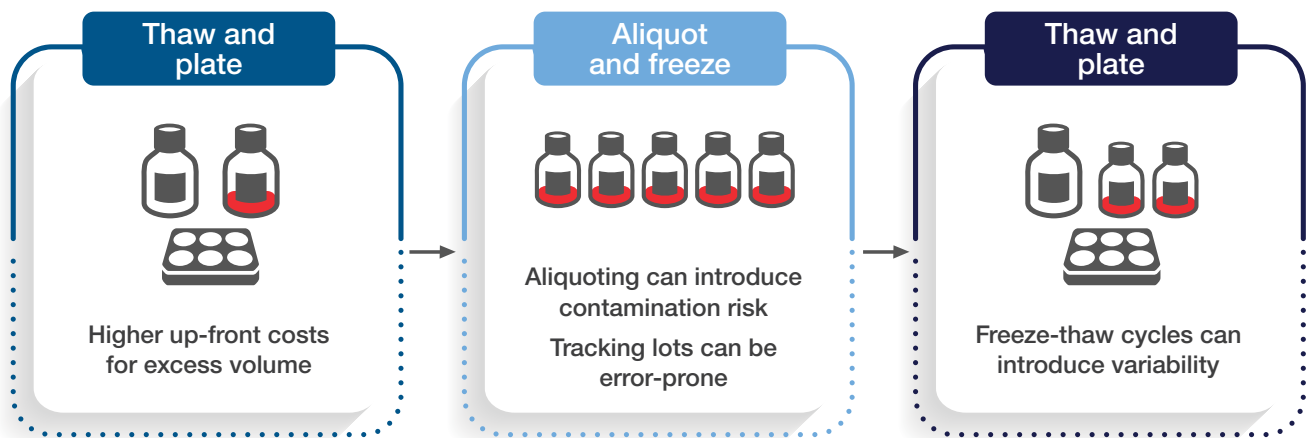 Thaw and
plate
Higher up-front costs
for excess volume
Aliquot
and freeze
Aliquoting can introduce
contamination risk
Tracking lots can be
error-prone
Thaw and
plate
Freeze-thaw cycles can
introduce variability